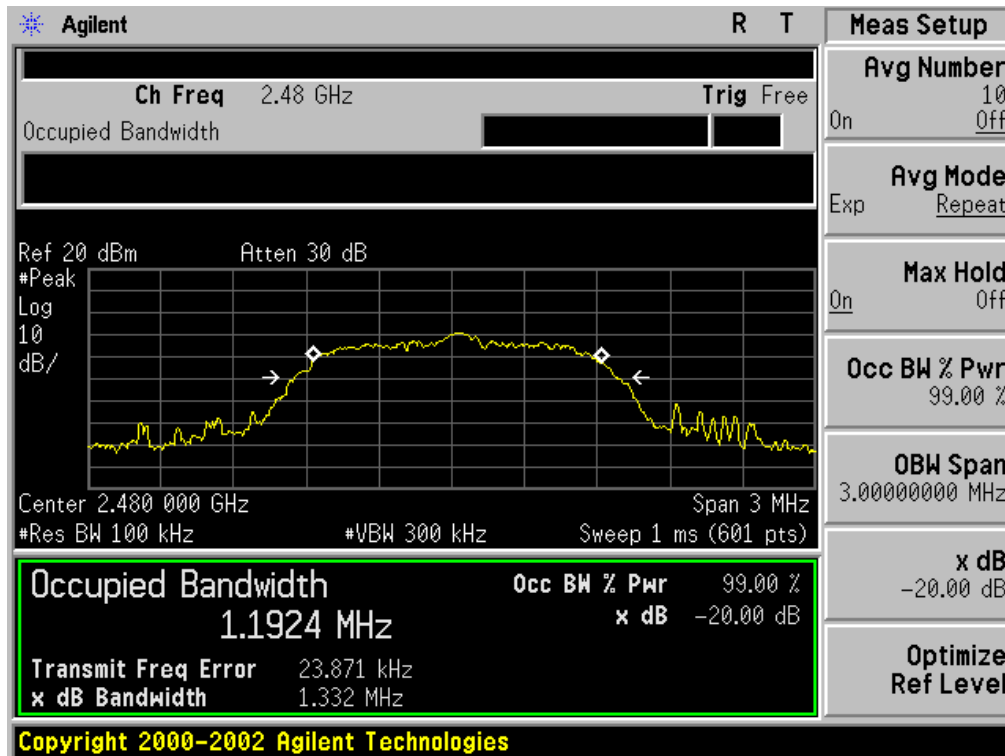 Agilent R T
Meas Setup
Ch Freq 2.48 GHz Trig Free
Occupied Bandwidth
Avg Number
10
On Off
Avg Mode
Exp Repeat
Max Hold
On Off
Occ BW % Pwr
99.00 %
OBW Span
3.00000000 MHz
x dB
-20.00 dB
Optimize
Ref Level
Ref 20 dBm Atten 30 dB
#Peak
Log
10
dB/
Center 2.480 000 GHz Span 3 MHz
#Res BW 100 kHz #VBW 300 kHz Sweep 1 ms (601 pts)
Occupied Bandwidth
1.1924 MHz
Occ BW % Pwr 99.00 %
x dB -20.00 dB
Transmit Freq Error 23.871 kHz
x dB Bandwidth 1.332 MHz
Copyright 2000-2002 Agilent Technologies